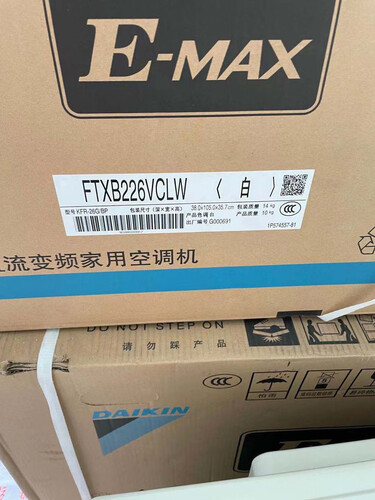 E-MAX
FTXB226VCLW 〈白〉
型号 KFR-26G/BP 包装尺寸(深×宽×高) 36.0×105.0×35.7cm 包装质量 14 kg
产品色调 白 产品质量 10 kg
出厂编号 G000691
1P574557-81
流变频家用空调机
DO NOT STEP ON
请勿踩产品
DAIKIN